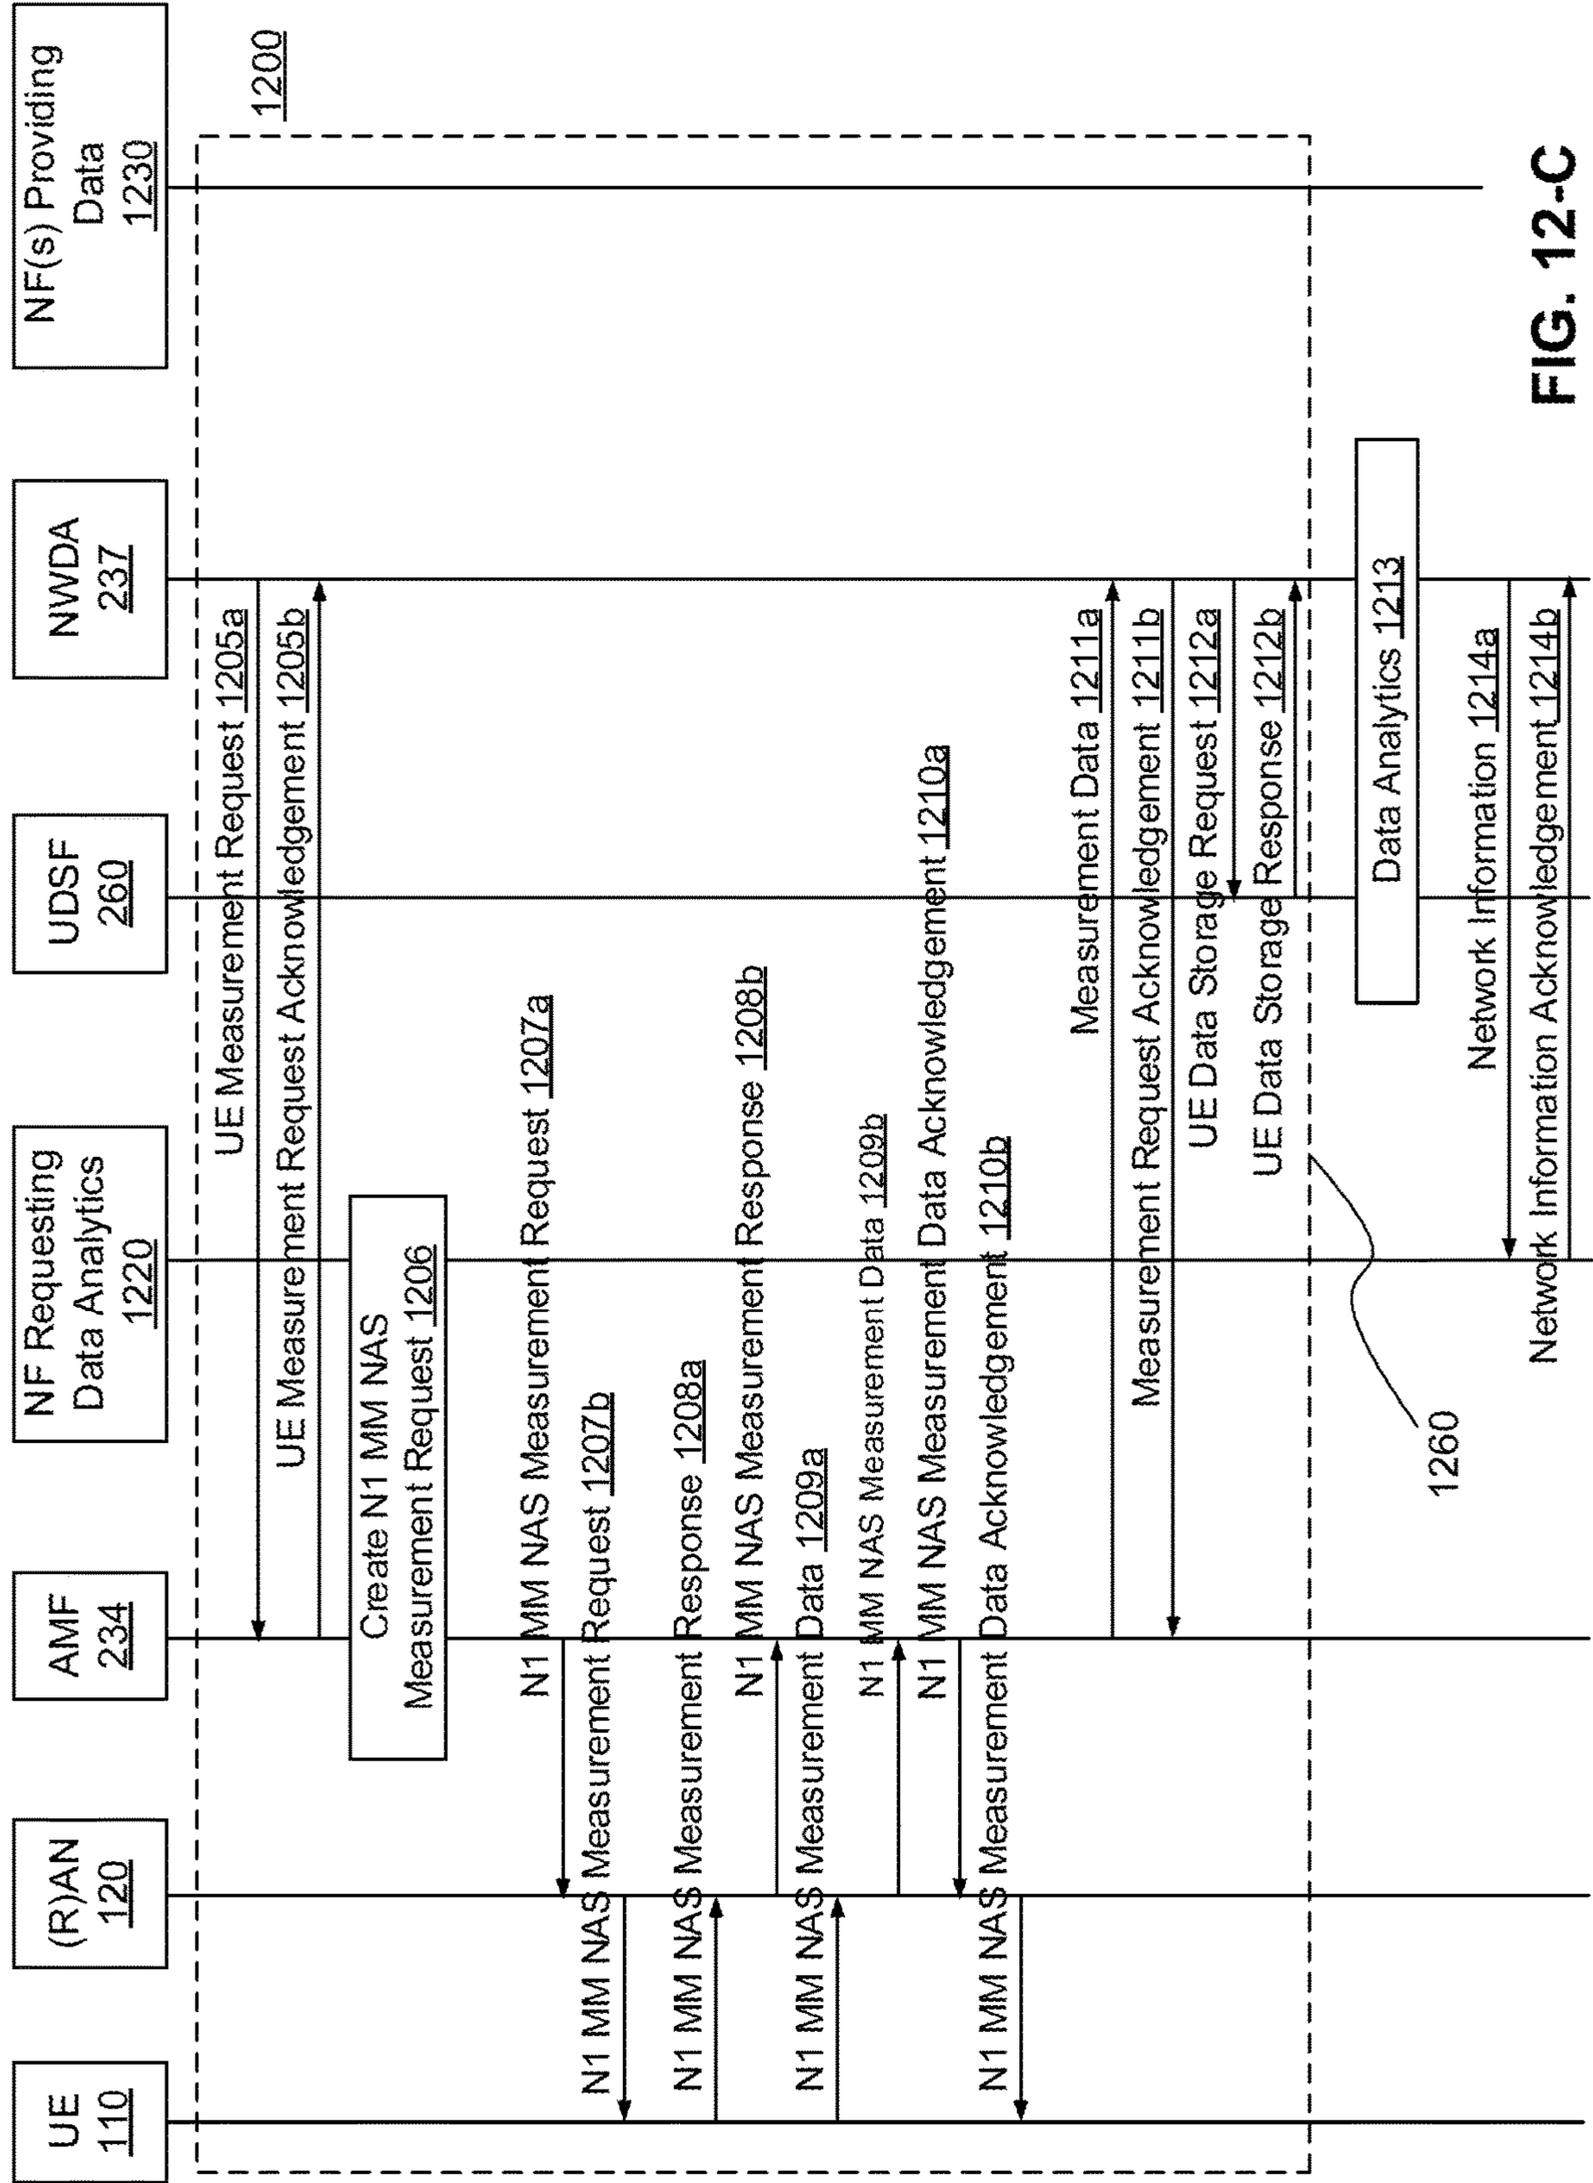 UE
110
(R)AN
120
AMF
234
NF Requesting
Data Analytics
1220
UDSF
260
NWDA
237
NF(s) Providing
Data
1230
1200
UE Measurement Request 1205a
UE Measurement Request Acknowledgement 1205b
Create N1 MM NAS
Measurement Request 1206
N1 MM NAS Measurement Request 1207a
N1 MM NAS Measurement Request 1207b
N1 MM NAS Measurement Response 1208a
N1 MM NAS Measurement Response 1208b
N1 MM NAS Measurement Data 1209a
N1 MM NAS Measurement Data 1209b
N1 MM NAS Measurement Data Acknowledgement 1210a
N1 MM NAS Measurement Data Acknowledgement 1210b
Measurement Data 1211a
Measurement Request Acknowledgement 1211b
UE Data Storage Request 1212a
UE Data Storage Response 1212b
Data Analytics 1213
1260
Network Information 1214a
Network Information Acknowledgement 1214b
FIG. 12-C